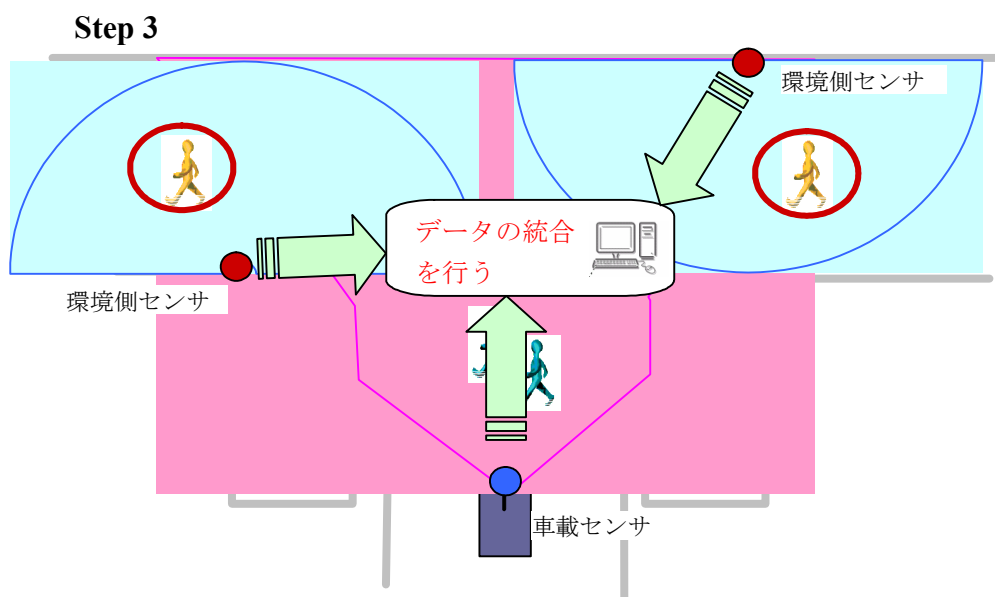 Step 3
環境側センサ
データの統合
を行う
環境側センサ
車載センサ